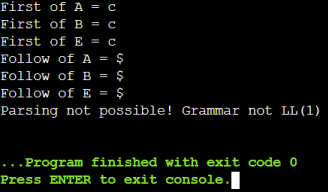 First of A = c
First of B = c
First of E = c
Follow of A = $
Follow of B = $
Follow of E = $
Parsing not possible! Grammar not LL(1)
...Program finished with exit code 0
Press ENTER to exit console.